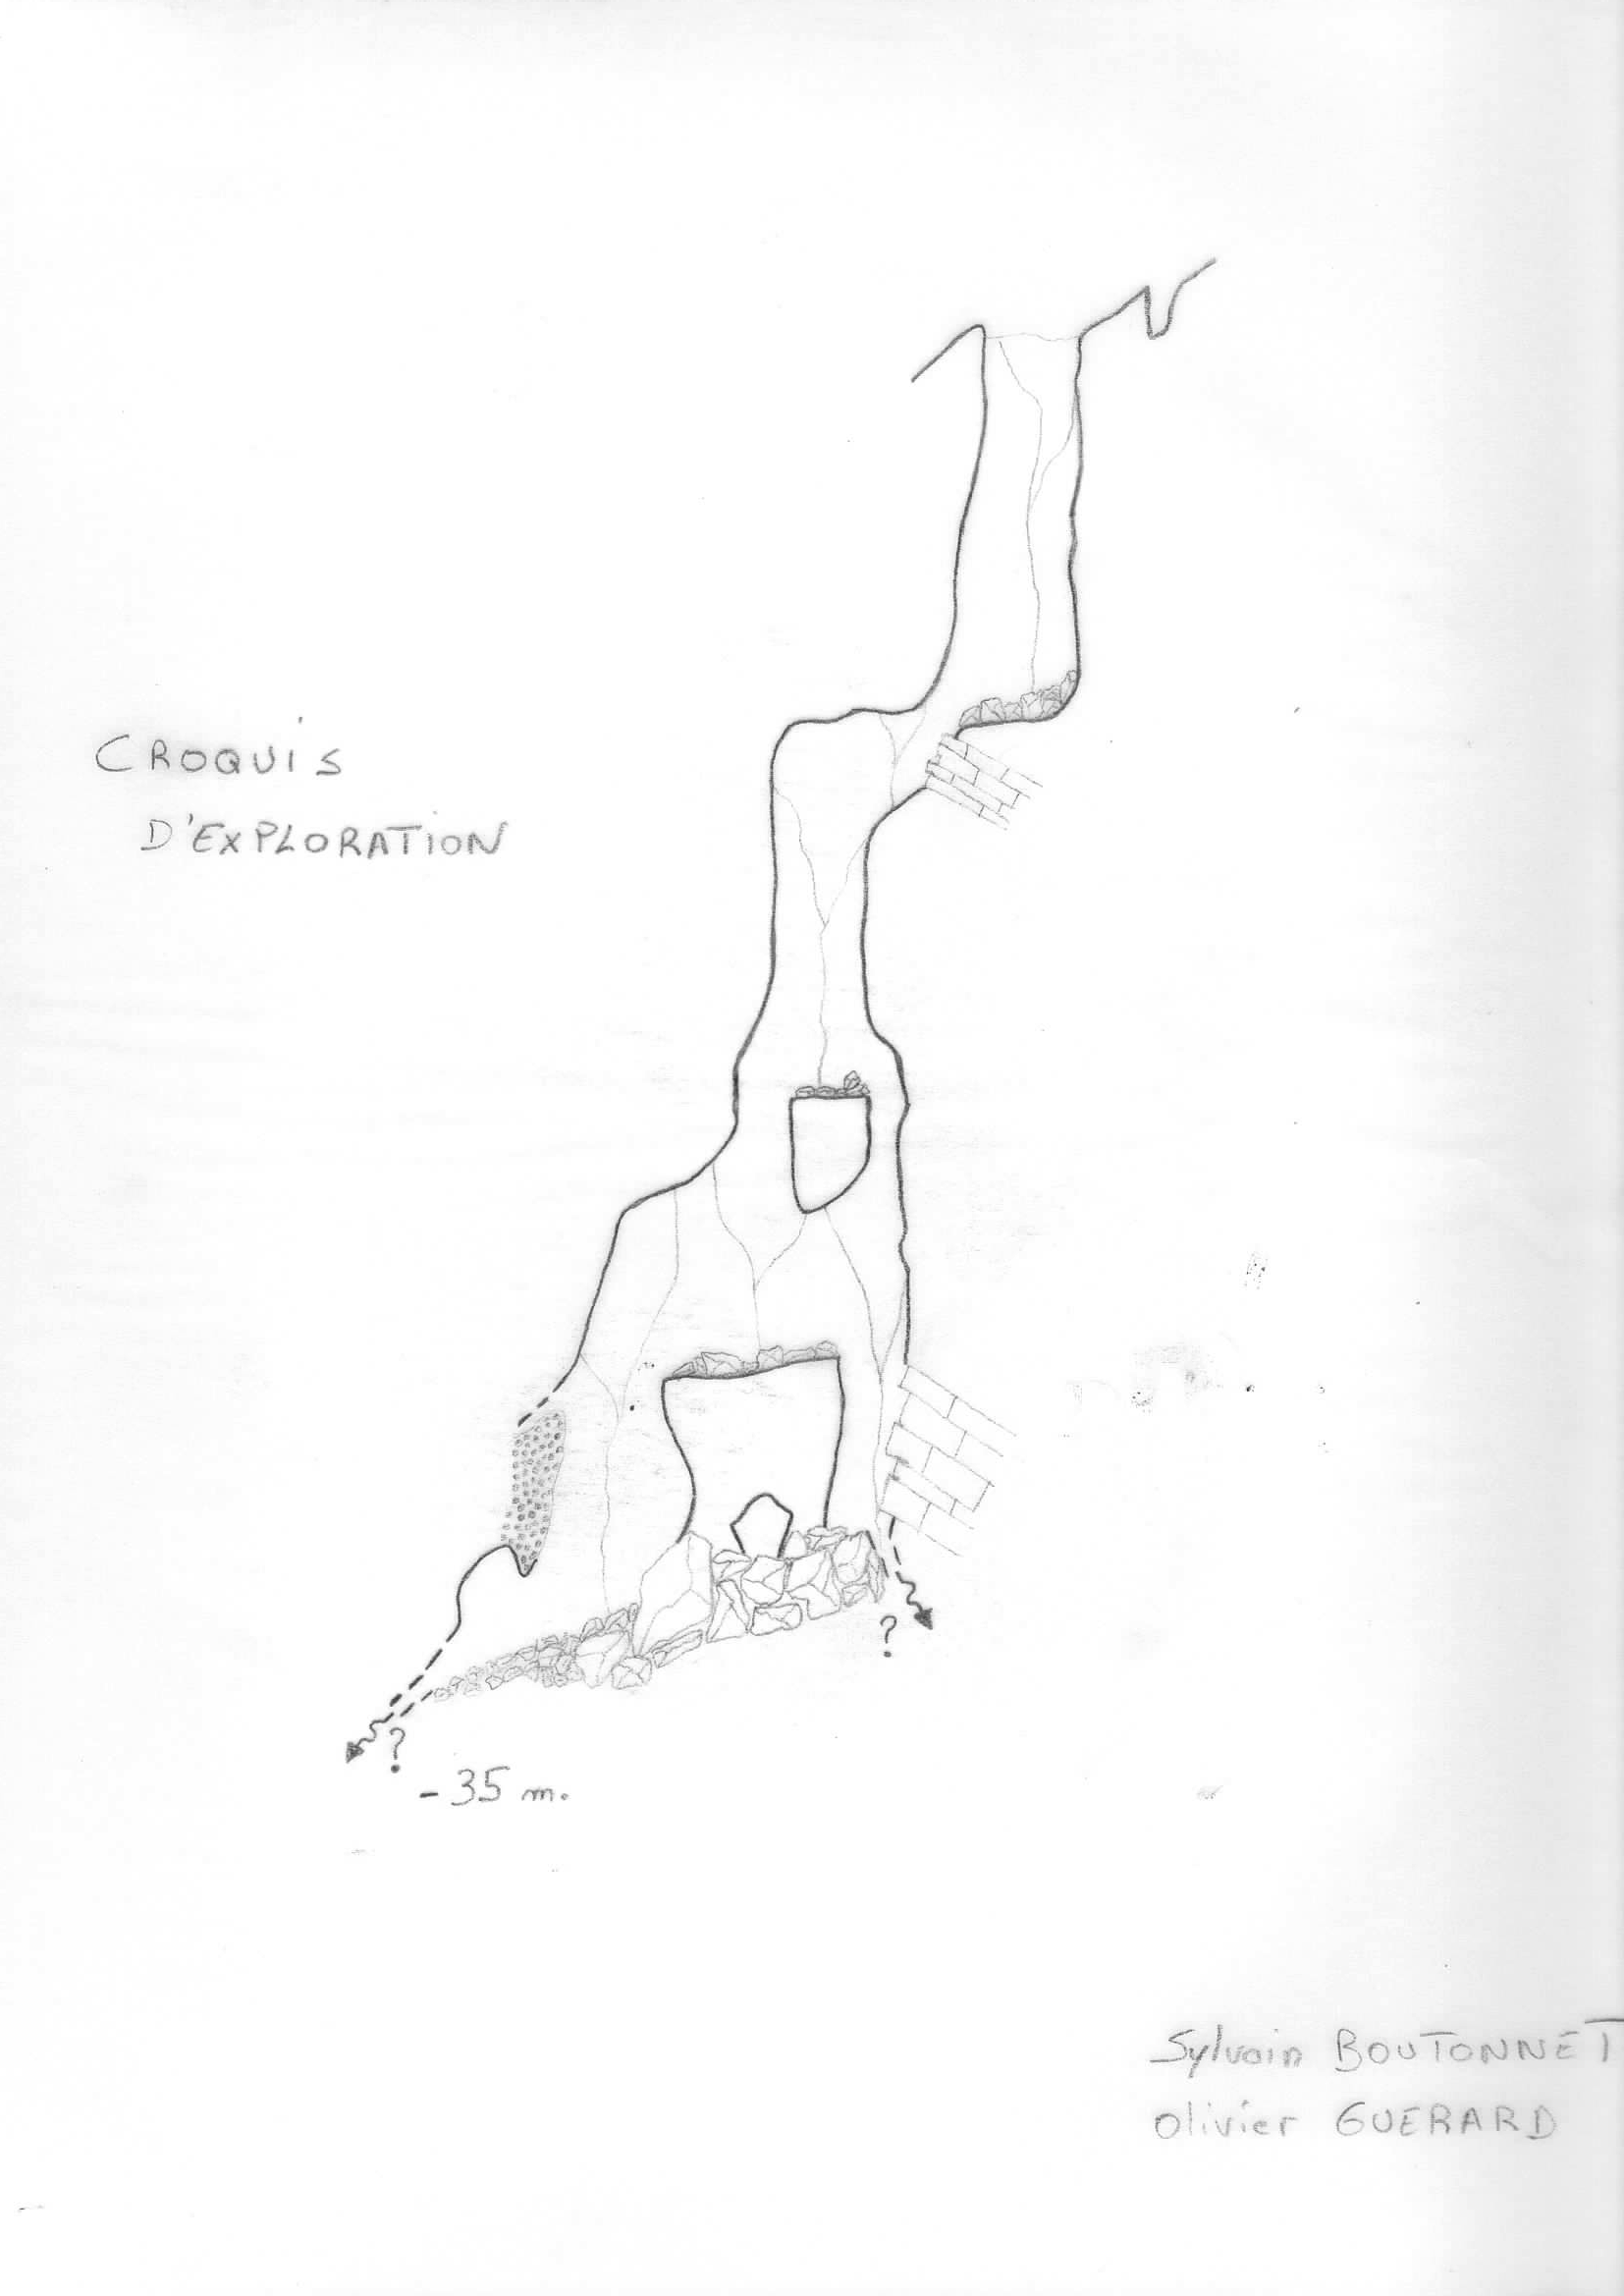 CROQUIS
D'EXPLORATION
?
?
- 35 m.
Sylvain BOUTONNET
Olivier GUERARD